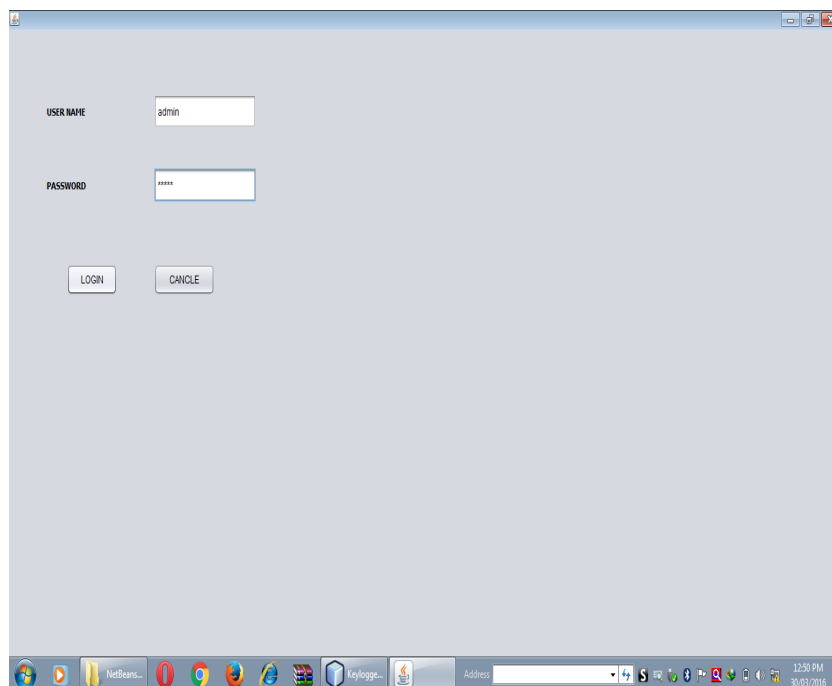 USER NAME admin
PASSWORD *****
LOGIN CANCLE
NetBeans... Keylogge... Address 12:50 PM
30/03/2016